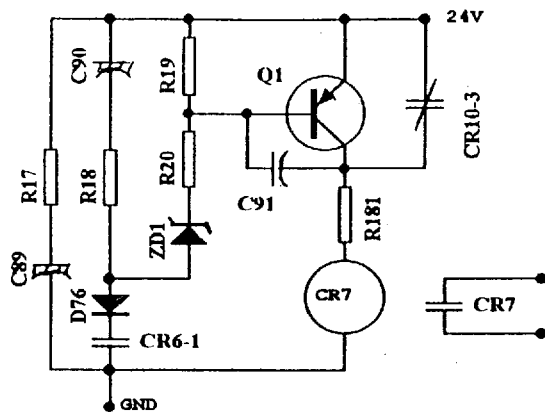 24V
C90
R19
Q1
CR10-3
R17
R18
R20
C91
R181
C89
ZD1
D76
CR7
CR7
CR6-1
GND